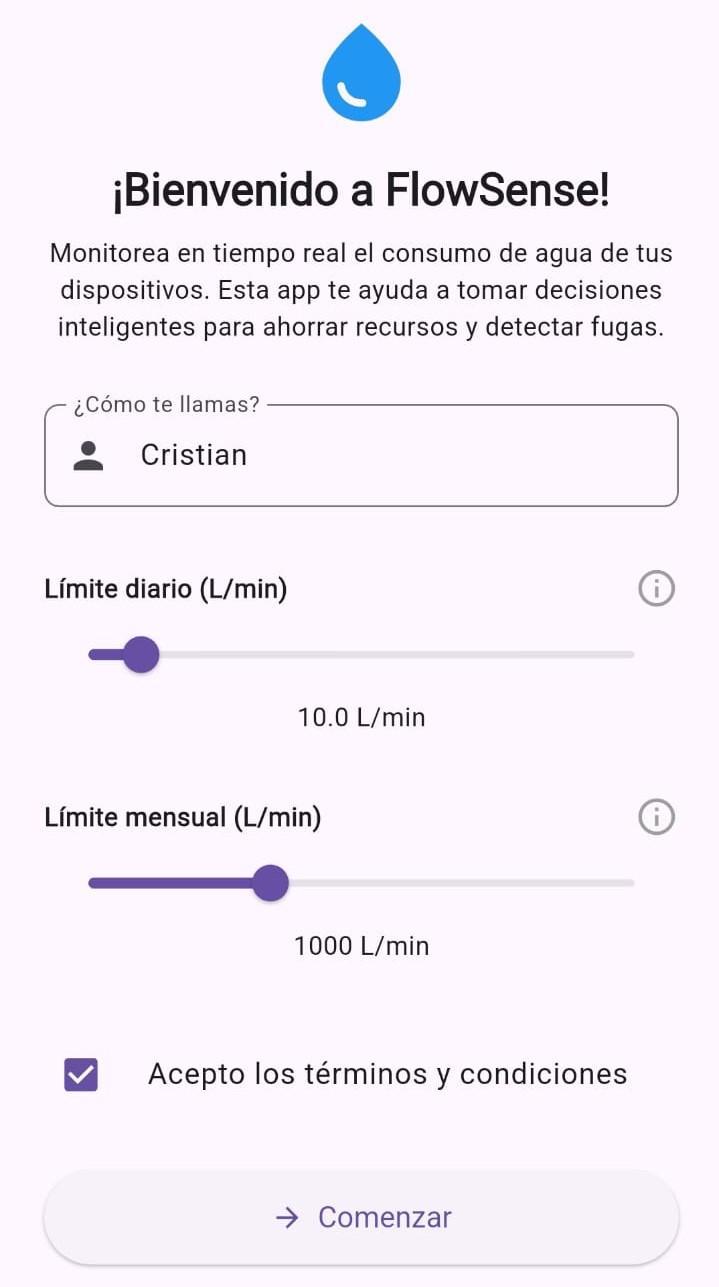 ¡Bienvenido a FlowSense!
Monitorea en tiempo real el consumo de agua de tus
dispositivos. Esta app te ayuda a tomar decisiones
inteligentes para ahorrar recursos y detectar fugas.
¿Cómo te llamas?
Cristian
Límite diario (L/min)
10.0 L/min
Límite mensual (L/min)
1000 L/min
Acepto los términos y condiciones
Comenzar